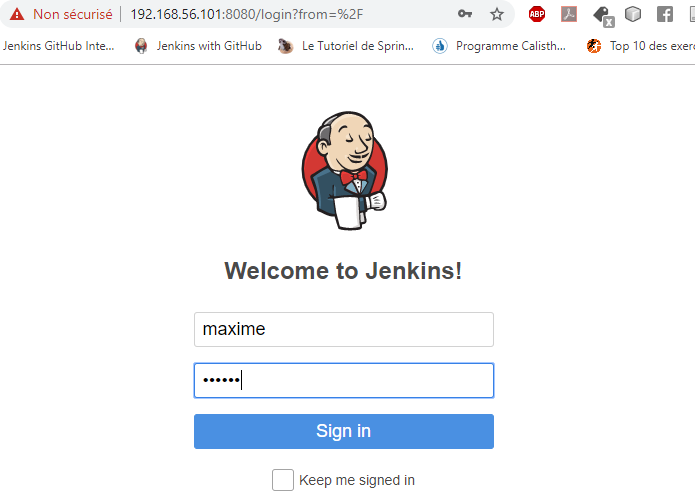 Non sécurisé 192.168.56.101:8080/login?from=%2F ABP
Jenkins GitHub Inte... Jenkins with GitHub Le Tutoriel de Sprin... Programme Calisth... Top 10 des exer
Welcome to Jenkins!
maxime
••••••
Sign in
Keep me signed in